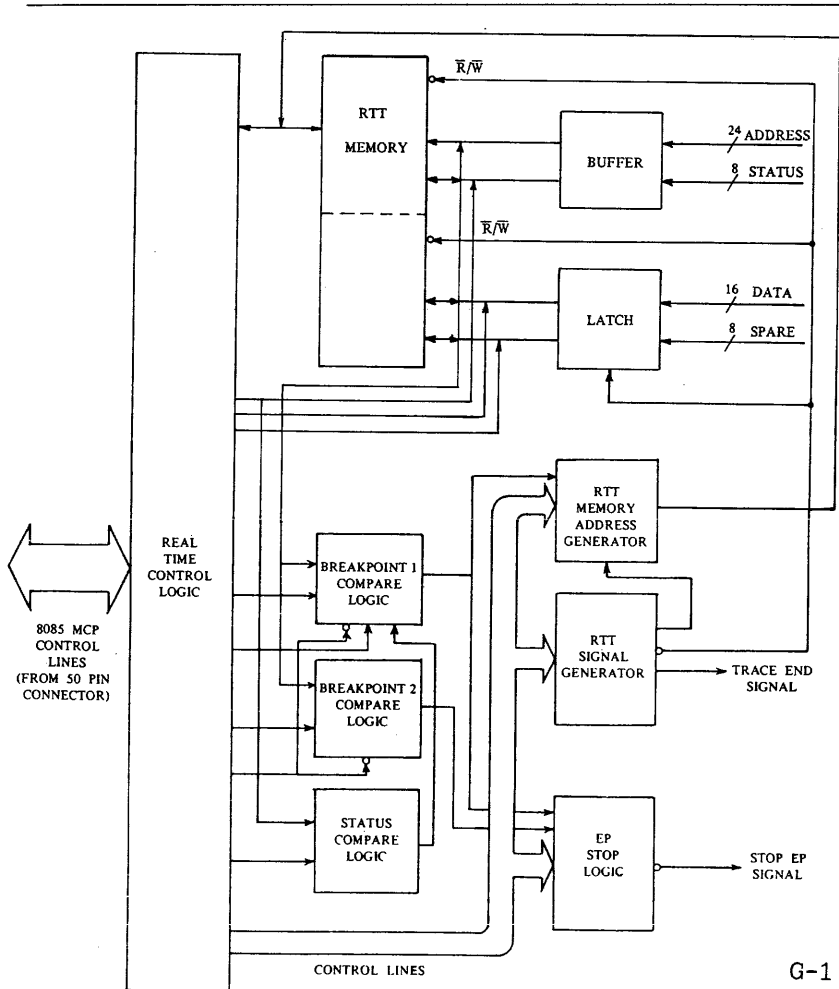 R̅/W̅
RTT
MEMORY
24 ADDRESS
BUFFER
8 STATUS
R̅/W̅
16 DATA
LATCH
8 SPARE
RTT
MEMORY
ADDRESS
GENERATOR
REAL
TIME
CONTROL
LOGIC
BREAKPOINT 1
COMPARE
LOGIC
8085 MCP
CONTROL
LINES
(FROM 50 PIN
CONNECTOR)
RTT
SIGNAL
GENERATOR
TRACE END
SIGNAL
BREAKPOINT 2
COMPARE
LOGIC
STATUS
COMPARE
LOGIC
EP
STOP
LOGIC
STOP EP
SIGNAL
CONTROL LINES
G-1